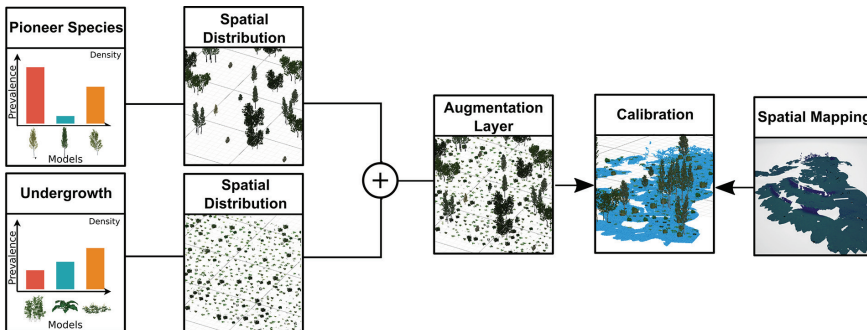 Pioneer Species
Density
Prevalence
Models
Spatial
Distribution
Undergrowth
Density
Prevalence
Models
Spatial
Distribution
+
Augmentation
Layer
Calibration
Spatial Mapping